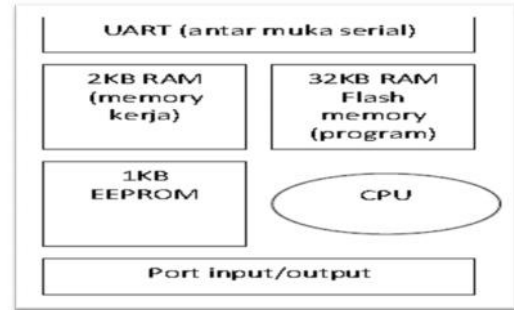 UART (antar muka serial)
2KB RAM
(memory
kerja)
32KB RAM
Flash
memory
(program)
1KB
EEPROM
CPU
Port input/output